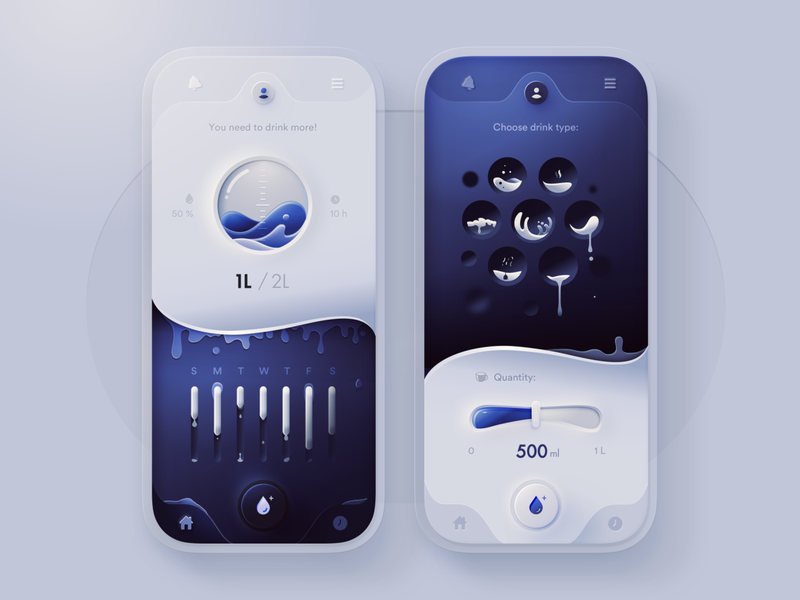 You need to drink more!
50 %
10 h
1L / 2L
S M T W T F S
Choose drink type:
Quantity:
0
500 ml
1 L